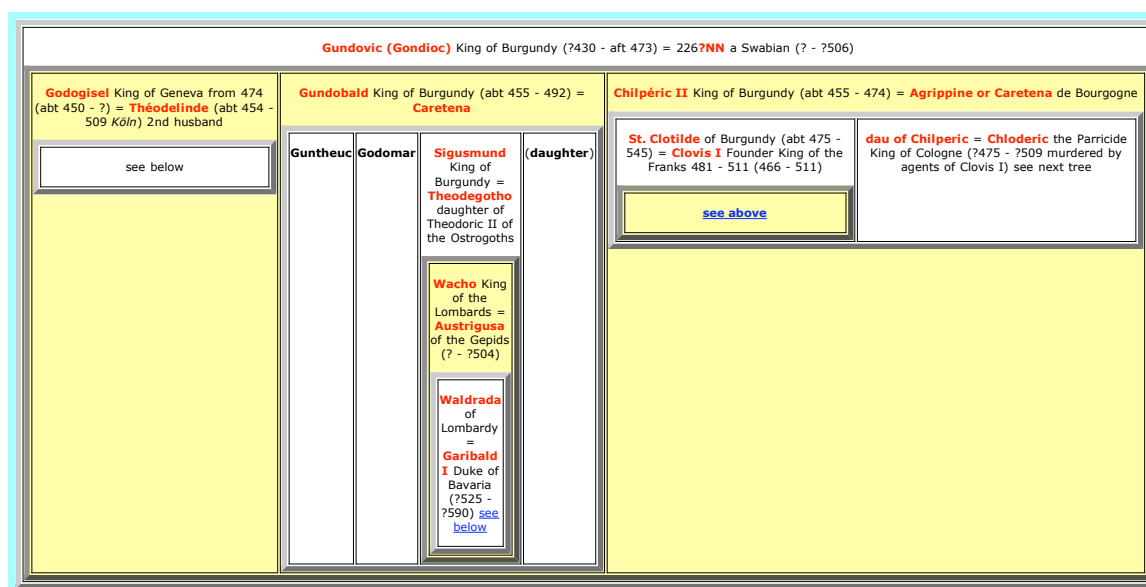 Gundovic (Gondioc) King of Burgundy (?430 - aft 473) = 226?NN a Swabian (? - ?506)
Godogisel King of Geneva from 474
(abt 450 - ?) = Théodelinde (abt 454 -
509 Köln) 2nd husband
see below
Gundobald King of Burgundy (abt 455 - 492) =
Caretena
Guntheuc
Godomar
Sigusmund
King of
Burgundy =
Theodegotho
daughter of
Theodoric II of
the Ostrogoths
Wacho King
of the
Lombards =
Austrigusa
of the Gepids
(? - ?504)
Waldrada
of
Lombardy
=
Garibald
I Duke of
Bavaria
(?525 -
?590) see
below
(daughter)
Chilpéric II King of Burgundy (abt 455 - 474) = Agrippine or Caretena de Bourgogne
St. Clotilde of Burgundy (abt 475 -
545) = Clovis I Founder King of the
Franks 481 - 511 (466 - 511)
see above
dau of Chilperic = Chloderic the Parricide
King of Cologne (?475 - ?509 murdered by
agents of Clovis I) see next tree